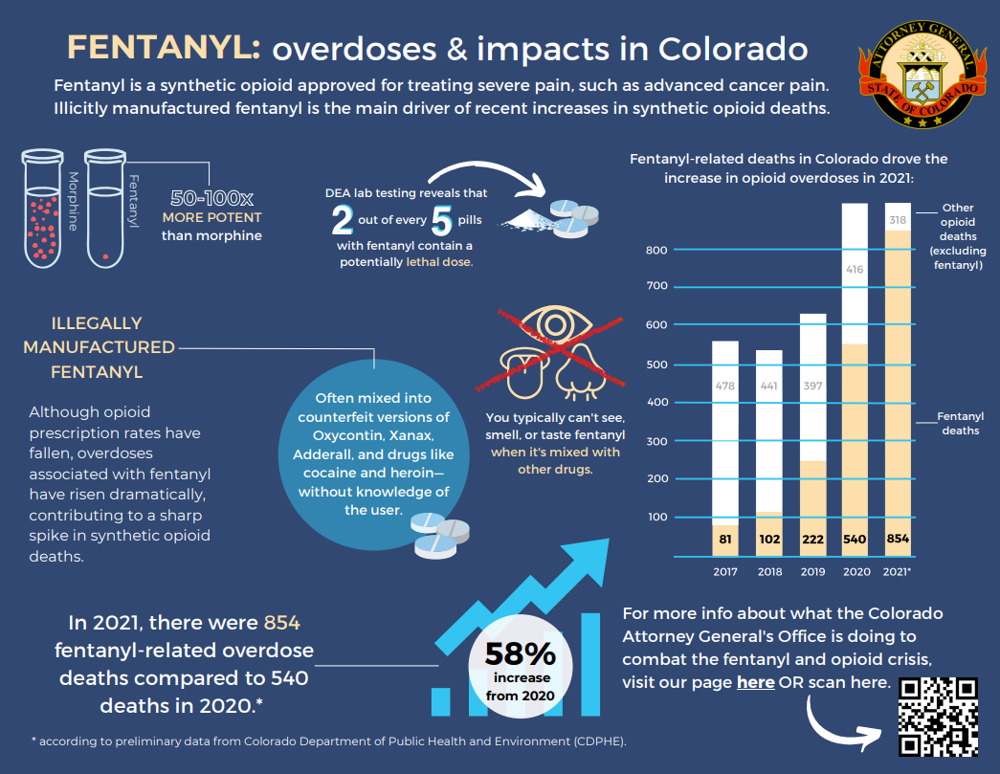 FENTANYL: overdoses & impacts in Colorado
Fentanyl is a synthetic opioid approved for treating severe pain, such as advanced cancer pain.
Illicitly manufactured fentanyl is the main driver of recent increases in synthetic opioid deaths.
ATTORNEY GENERAL
STATE OF COLORADO
Morphine
Fentanyl
50-100x
MORE POTENT
than morphine
DEA lab testing reveals that
2 out of every 5 pills
with fentanyl contain a
potentially lethal dose.
Fentanyl-related deaths in Colorado drove the
increase in opioid overdoses in 2021:
800
700
600
500
400
300
200
100
478
441
397
416
318
81
102
222
540
854
2017
2018
2019
2020
2021*
Other
opioid
deaths
(excluding
fentanyl)
Fentanyl
deaths
ILLEGALLY
MANUFACTURED
FENTANYL
Although opioid
prescription rates have
fallen, overdoses
associated with fentanyl
have risen dramatically,
contributing to a sharp
spike in synthetic opioid
deaths.
Often mixed into
counterfeit versions of
Oxycontin, Xanax,
Adderall, and drugs like
cocaine and heroin—
without knowledge of
the user.
You typically can't see,
smell, or taste fentanyl
when it's mixed with
other drugs.
In 2021, there were 854
fentanyl-related overdose
deaths compared to 540
deaths in 2020.*
58%
increase
from 2020
For more info about what the Colorado
Attorney General's Office is doing to
combat the fentanyl and opioid crisis,
visit our page here OR scan here.
* according to preliminary data from Colorado Department of Public Health and Environment (CDPHE).